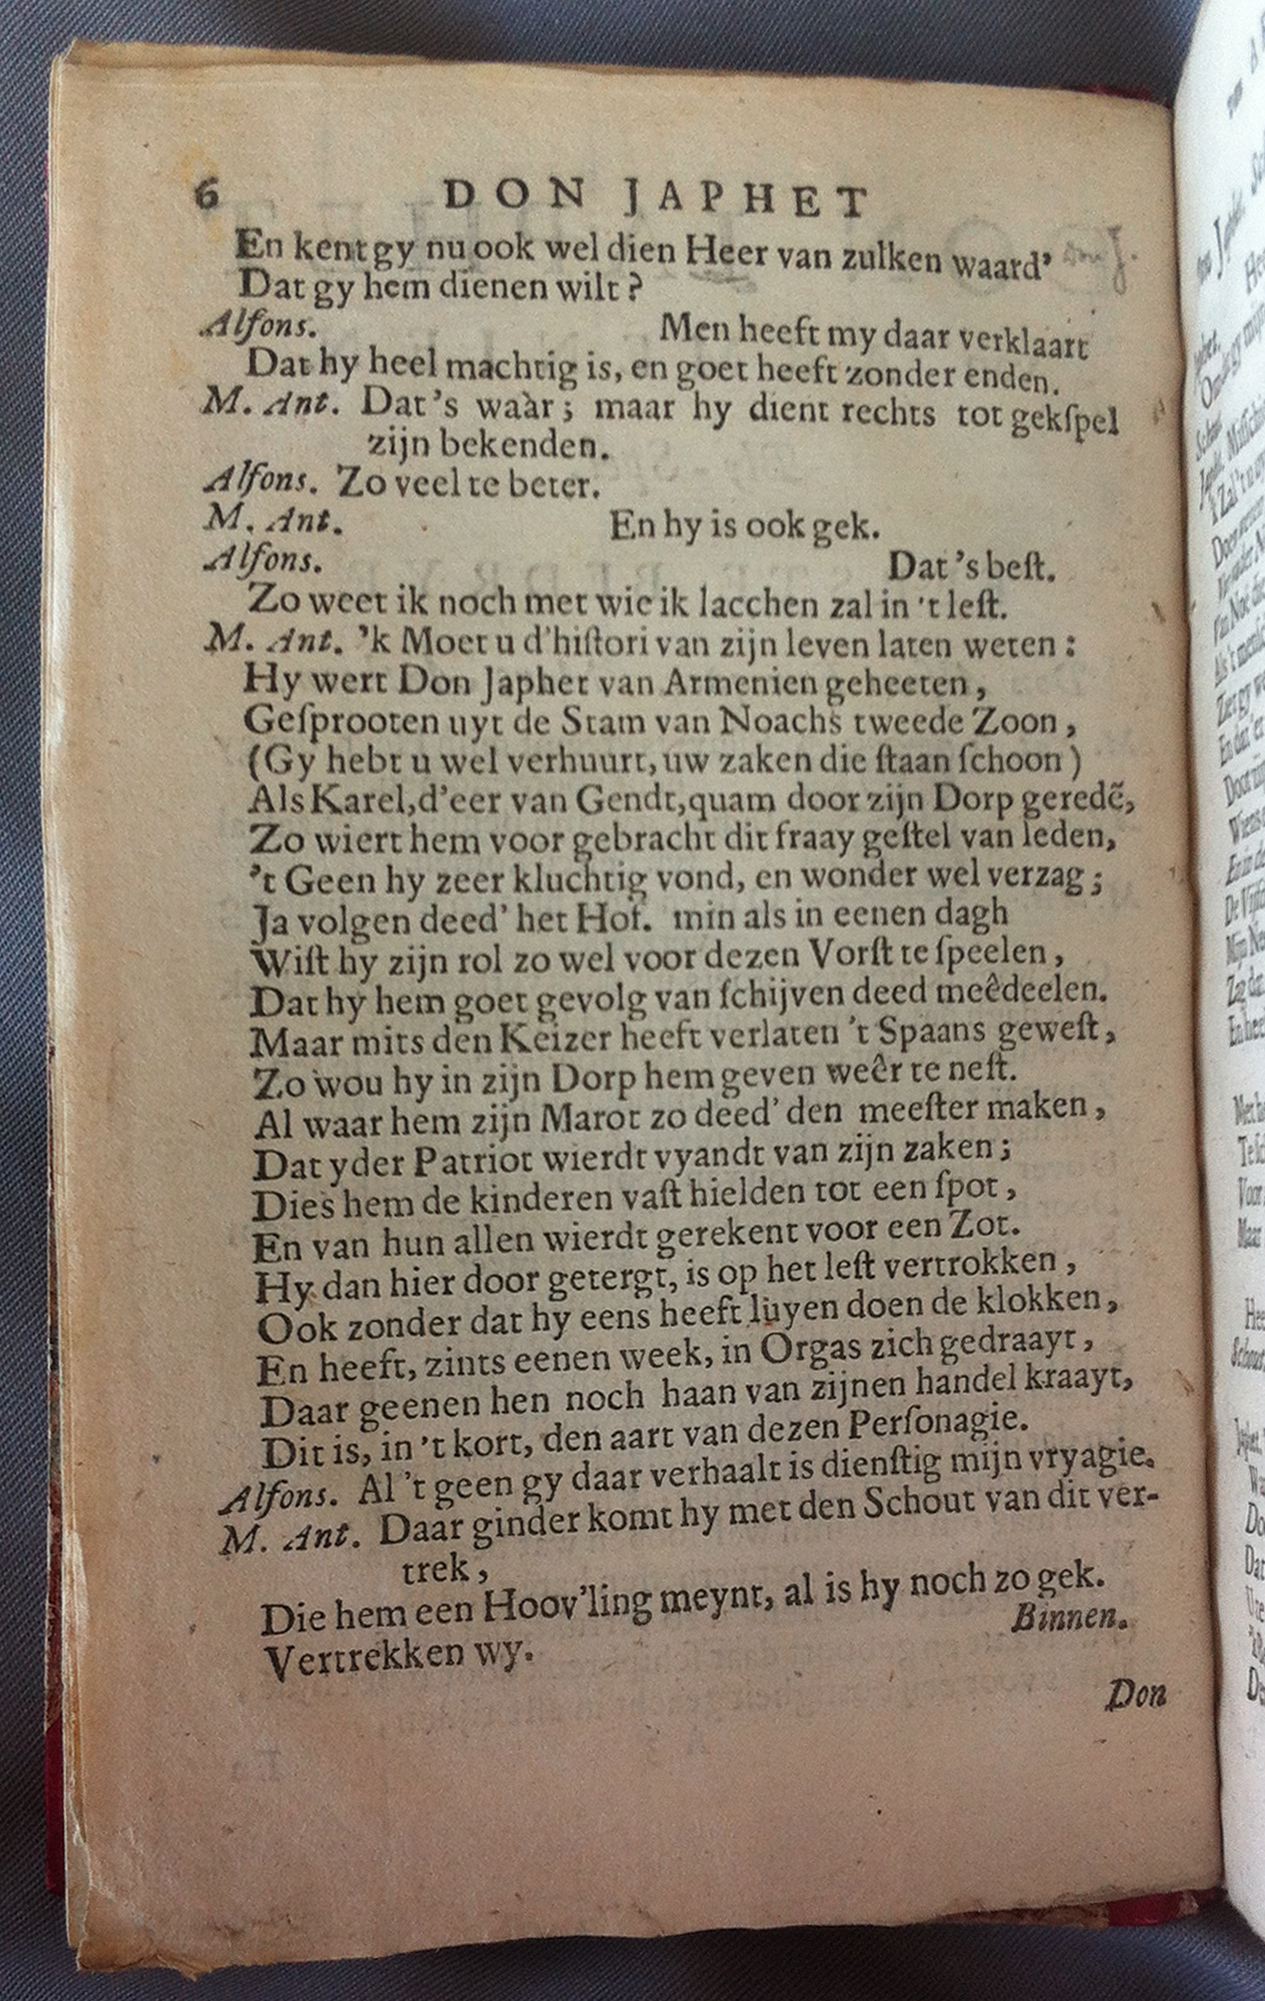 6 DON JAPHET
En kent gy nu ook wel dien Heer van zulken waard'
Dat gy hem dienen wilt?
Alfons. Men heeft my daar verklaart
Dat hy heel machtig is, en goet heeft zonder enden.
M. Ant. Dat's waar; maar hy dient rechts tot gekſpel
zijn bekenden.
Alfons. Zo veel te beter.
M. Ant. En hy is ook gek.
Alfons. Dat's beſt.
Zo weet ik noch met wie ik lacchen zal in 't leſt.
M. Ant. 'k Moet u d'hiſtori van zijn leven laten weten:
Hy wert Don Japhet van Armenien geheeten,
Geſprooten uyt de Stam van Noachs tweede Zoon,
(Gy hebt u wel verhuurt, uw zaken die ſtaan ſchoon)
Als Karel, d'eer van Gendt, quam door zijn Dorp geredẽ,
Zo wiert hem voor gebracht dit fraay geſtel van leden,
't Geen hy zeer kluchtig vond, en wonder wel verzag;
Ja volgen deed' het Hof. min als in eenen dagh
Wiſt hy zijn rol zo wel voor dezen Vorſt te ſpeelen,
Dat hy hem goet gevolg van ſchijven deed meêdeelen.
Maar mits den Keizer heeft verlaten 't Spaans geweſt,
Zo wou hy in zijn Dorp hem geven weêr te neſt.
Al waar hem zijn Marot zo deed' den meeſter maken,
Dat yder Patriot wierdt vyandt van zijn zaken;
Dies hem de kinderen vaſt hielden tot een ſpot,
En van hun allen wierdt gerekent voor een Zot.
Hy dan hier door getergt, is op het leſt vertrokken,
Ook zonder dat hy eens heeft luyen doen de klokken,
En heeft, zints eenen week, in Orgas zich gedraayt,
Daar geenen hen noch haan van zijnen handel kraayt,
Dit is, in 't kort, den aart van dezen Perſonagie.
Alfons. Al 't geen gy daar verhaalt is dienſtig mijn vryagie.
M. Ant. Daar ginder komt hy met den Schout van dit ver-
trek,
Die hem een Hoov'ling meynt, al is hy noch zo gek.
Vertrekken wy. Binnen.
Don